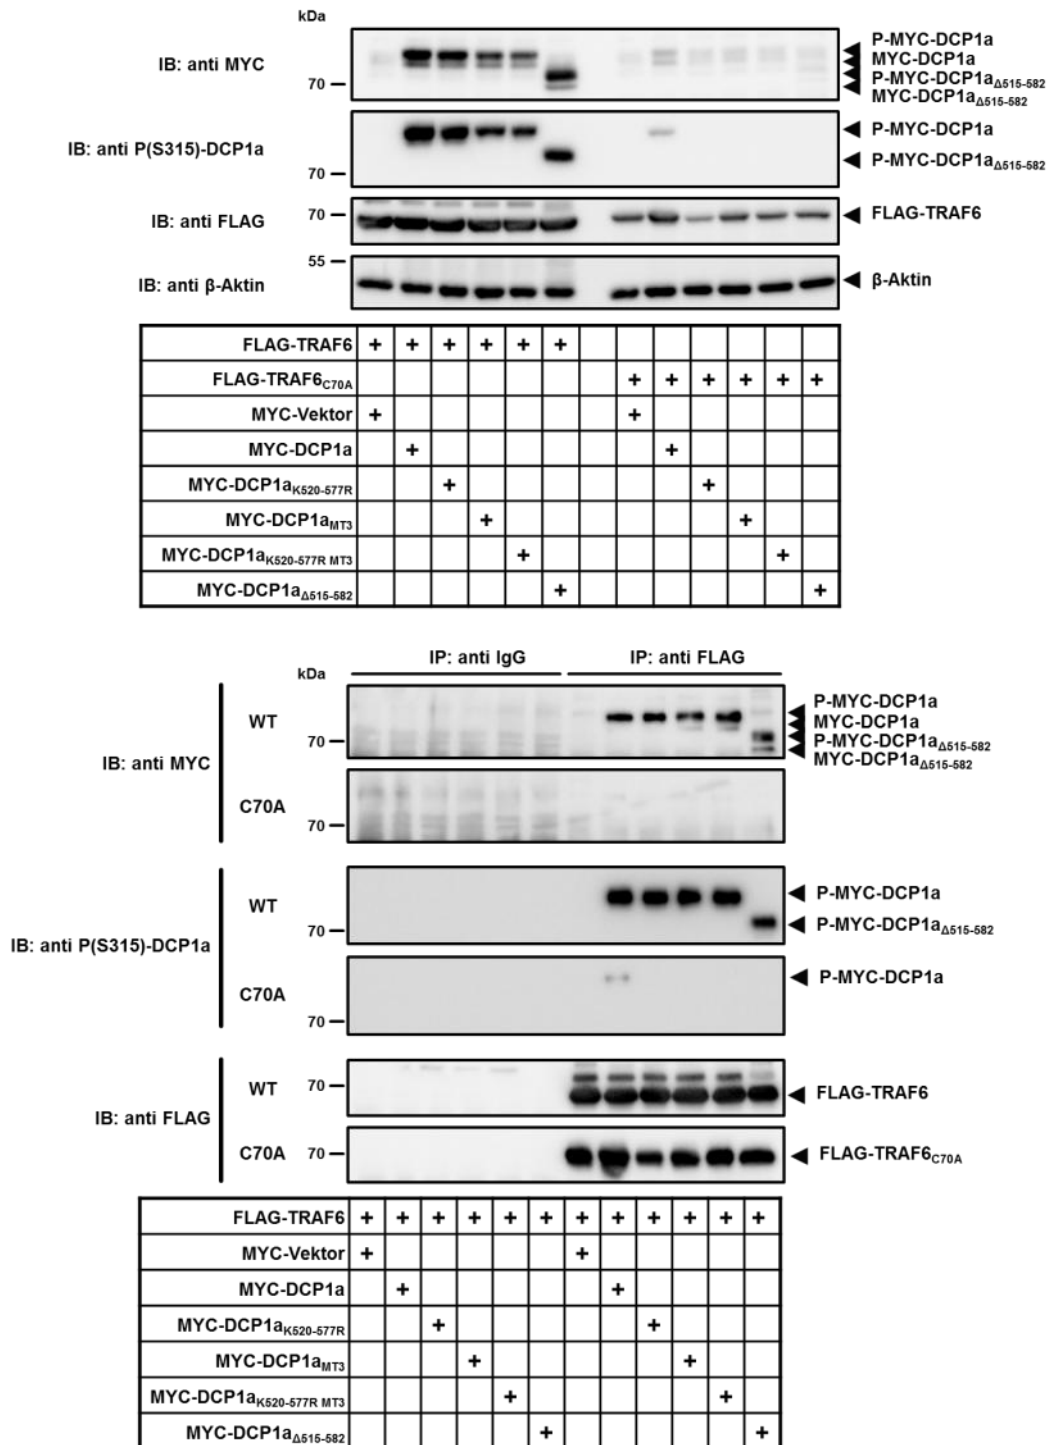 kDa
IB: anti MYC
70
P-MYC-DCP1a
MYC-DCP1a
P-MYC-DCP1aΔ515-582
MYC-DCP1aΔ515-582
IB: anti P(S315)-DCP1a
70
P-MYC-DCP1a
P-MYC-DCP1aΔ515-582
IB: anti FLAG
70
FLAG-TRAF6
55
IB: anti β-Aktin
β-Aktin
FLAG-TRAF6 + + + + + +
FLAG-TRAF6C70A + + + + + +
MYC-Vektor + +
MYC-DCP1a + +
MYC-DCP1aK520-577R + +
MYC-DCP1aMT3 + +
MYC-DCP1aK520-577R MT3 + +
MYC-DCP1aΔ515-582 + +
IP: anti IgG IP: anti FLAG
kDa
IB: anti MYC
WT
70
P-MYC-DCP1a
MYC-DCP1a
P-MYC-DCP1aΔ515-582
MYC-DCP1aΔ515-582
C70A
70
IB: anti P(S315)-DCP1a
WT
70
P-MYC-DCP1a
P-MYC-DCP1aΔ515-582
C70A
70
P-MYC-DCP1a
IB: anti FLAG
WT
70
FLAG-TRAF6
C70A
70
FLAG-TRAF6C70A
FLAG-TRAF6 + + + + + + + + + + + +
MYC-Vektor + +
MYC-DCP1a + +
MYC-DCP1aK520-577R + +
MYC-DCP1aMT3 + +
MYC-DCP1aK520-577R MT3 + +
MYC-DCP1aΔ515-582 + +